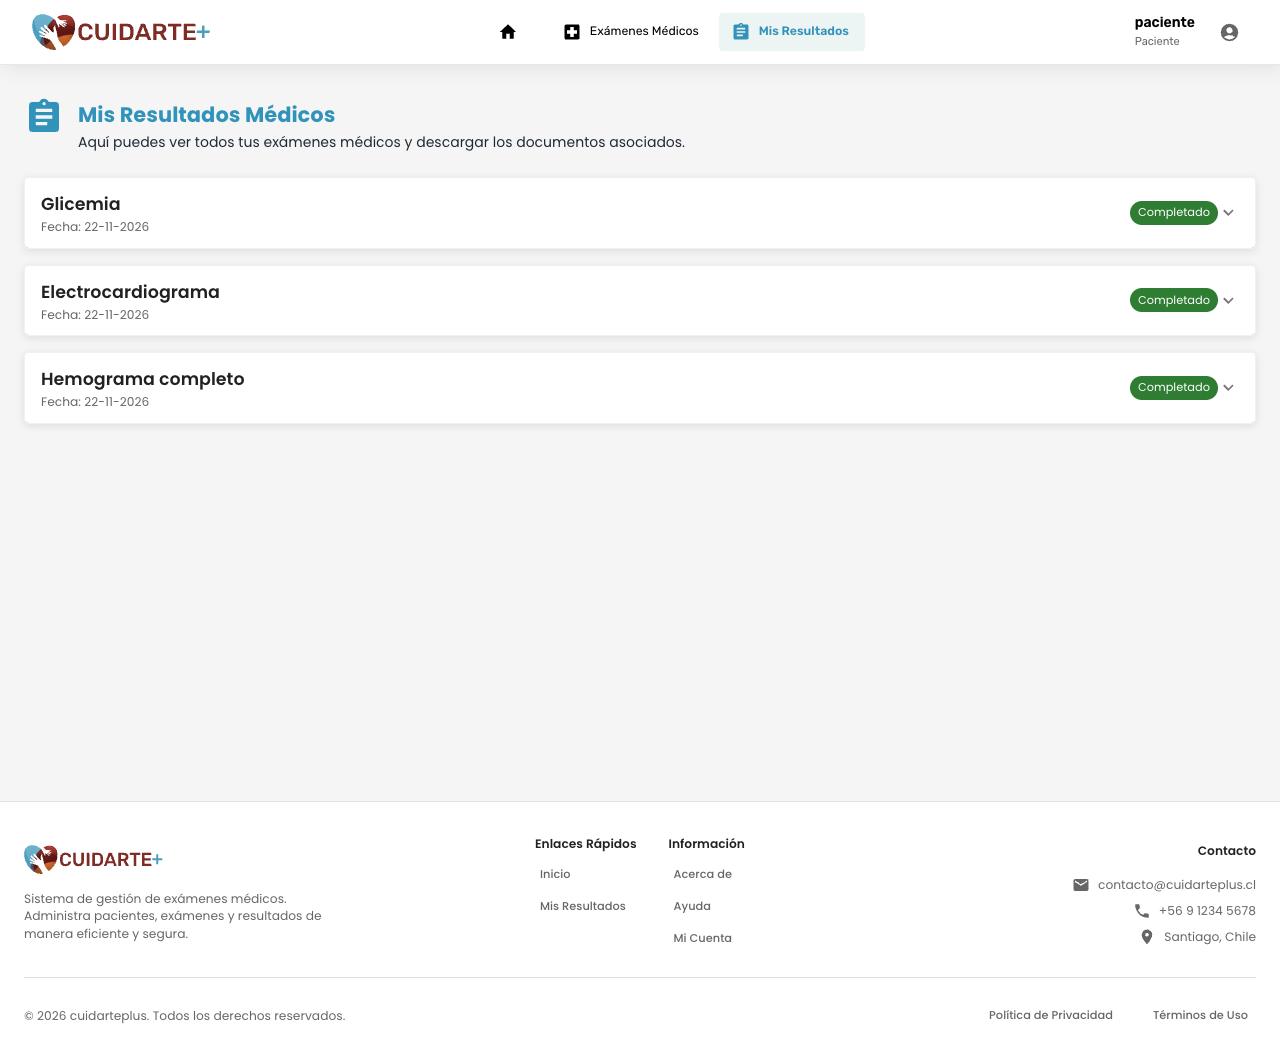 CUIDARTE+
Exámenes Médicos
Mis Resultados
paciente
Paciente
Mis Resultados Médicos
Aquí puedes ver todos tus exámenes médicos y descargar los documentos asociados.
Glicemia
Fecha: 22-11-2026
Completado
Electrocardiograma
Fecha: 22-11-2026
Completado
Hemograma completo
Fecha: 22-11-2026
Completado
CUIDARTE+
Sistema de gestión de exámenes médicos.
Administra pacientes, exámenes y resultados de
manera eficiente y segura.
Enlaces Rápidos
Inicio
Mis Resultados
Información
Acerca de
Ayuda
Mi Cuenta
Contacto
contacto@cuidarteplus.cl
+56 9 1234 5678
Santiago, Chile
© 2026 cuidarteplus. Todos los derechos reservados.
Política de Privacidad
Términos de Uso